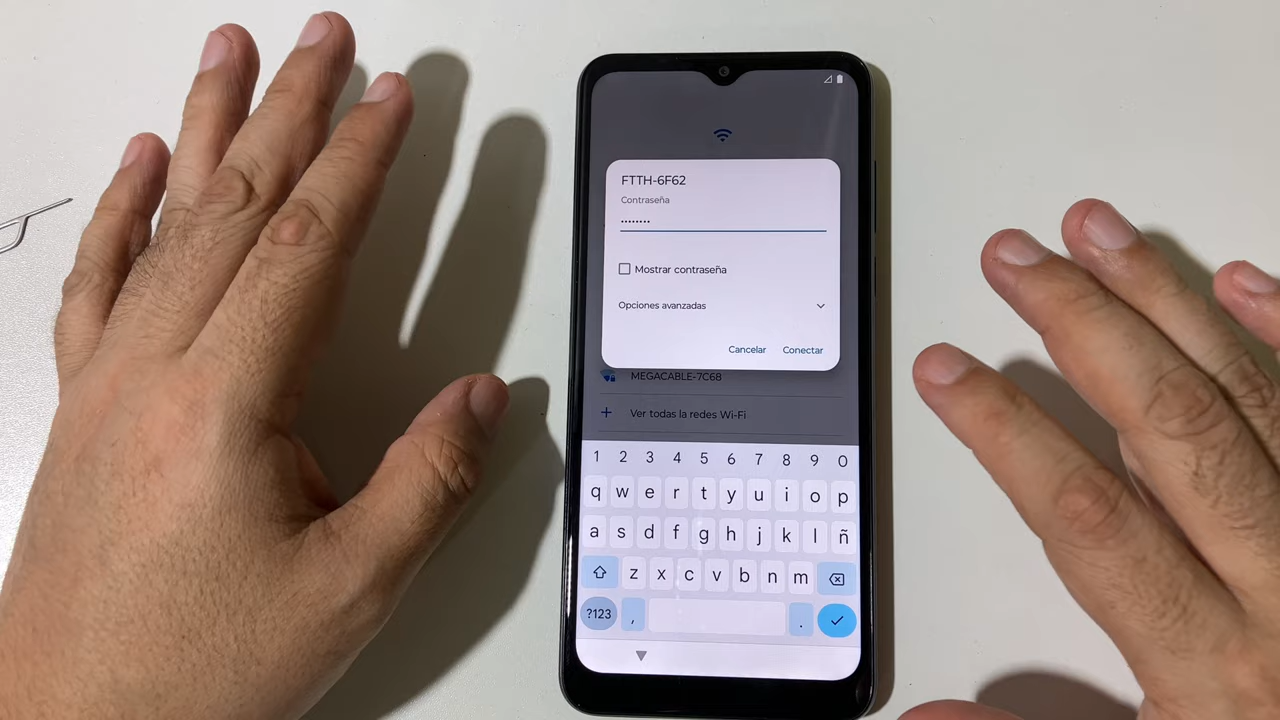 FTTH-6F62
Contraseña
••••••••
Mostrar contraseña
Opciones avanzadas
Cancelar Conectar
MEGACABLE-7C68
Ver todas la redes Wi-Fi
1 2 3 4 5 6 7 8 9 0
q w e r t y u i o p
a s d f g h j k l ñ
z x c v b n m
?123 , .